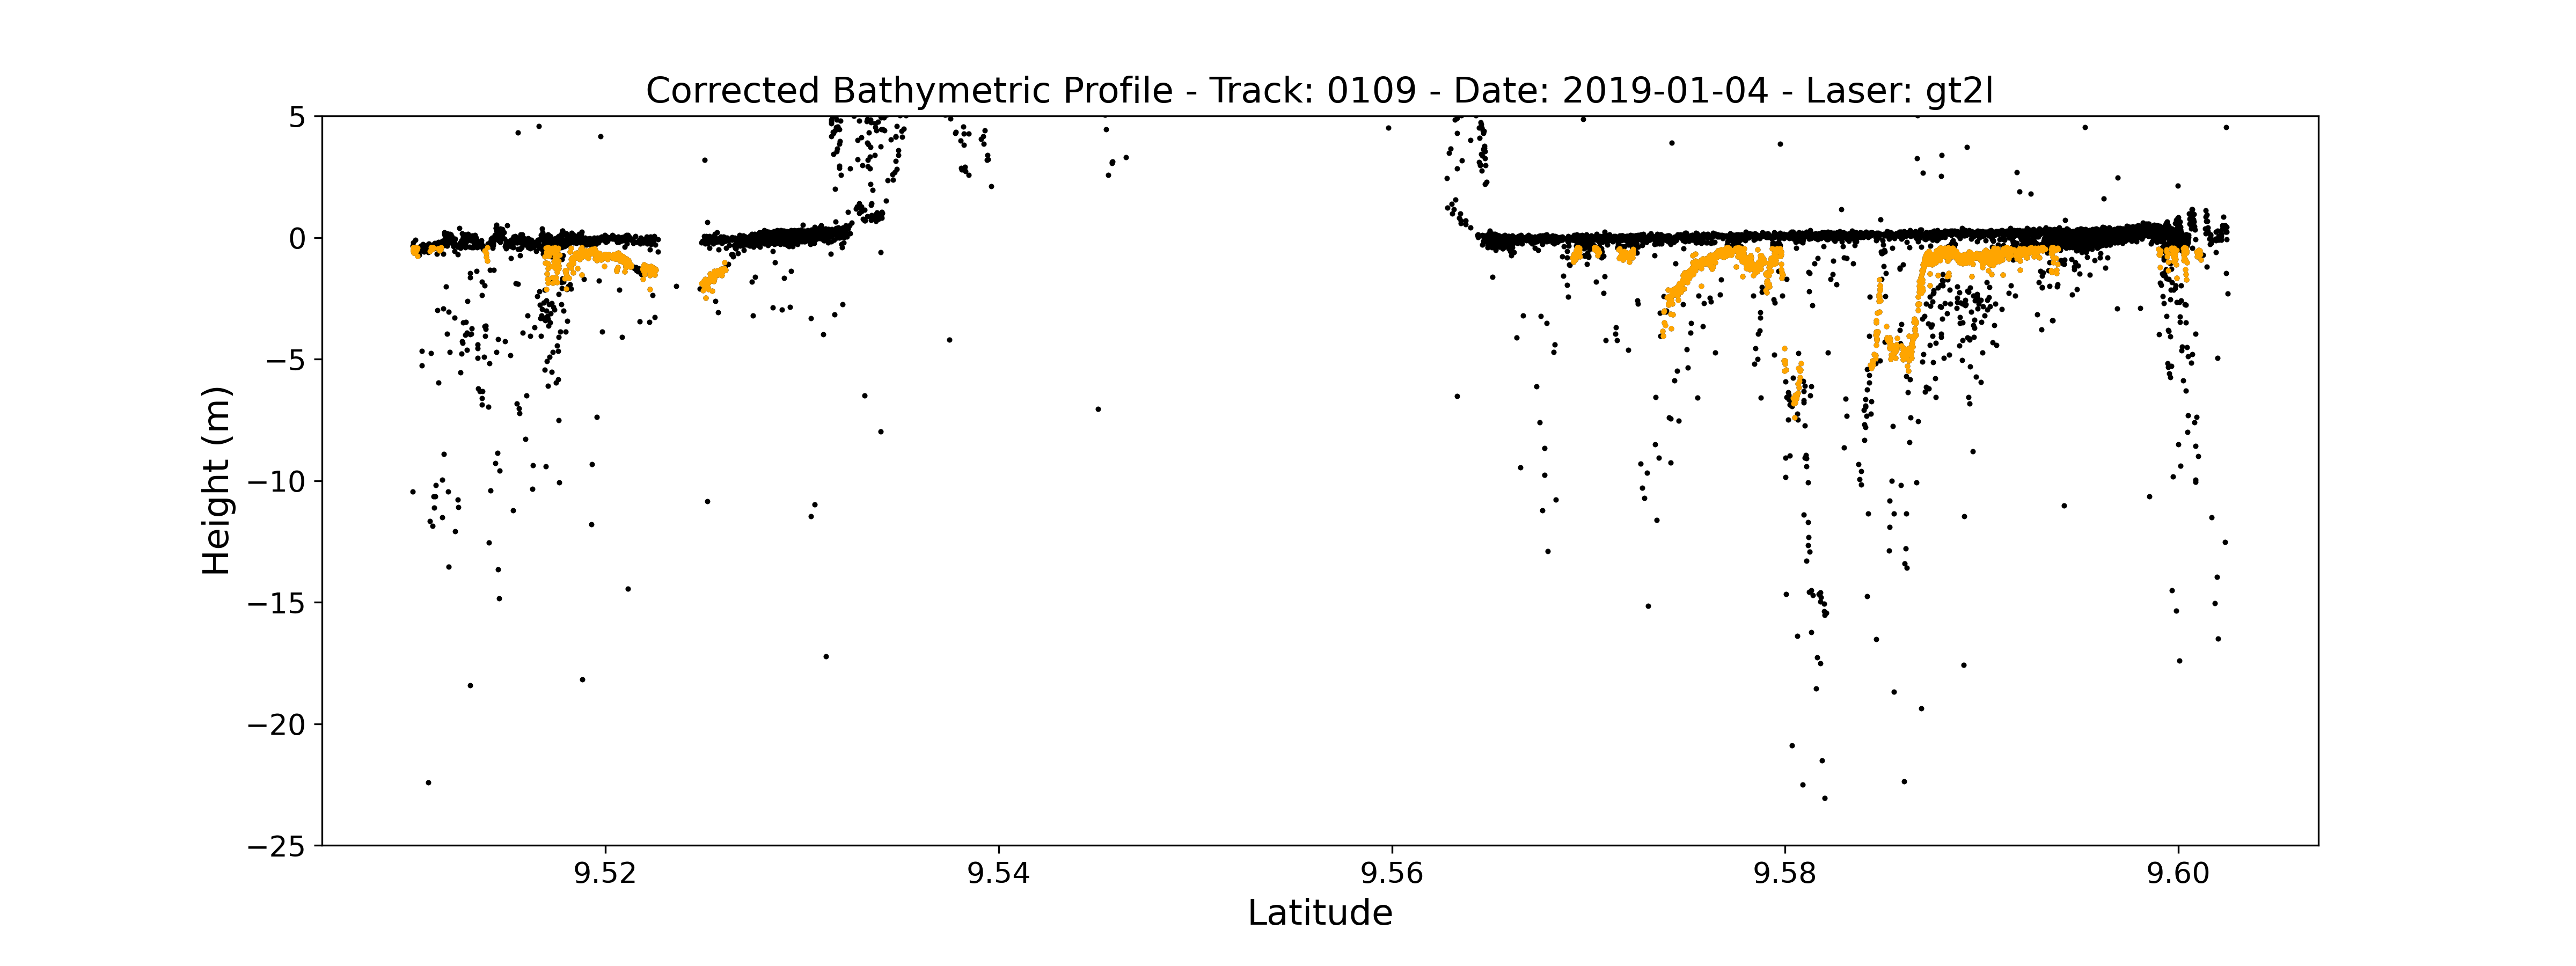 Corrected Bathymetric Profile - Track: 0109 - Date: 2019-01-04 - Laser: gt2l
5
0
−5
−10
−15
−20
−25
Height (m)
9.52 9.54 9.56 9.58 9.60
Latitude